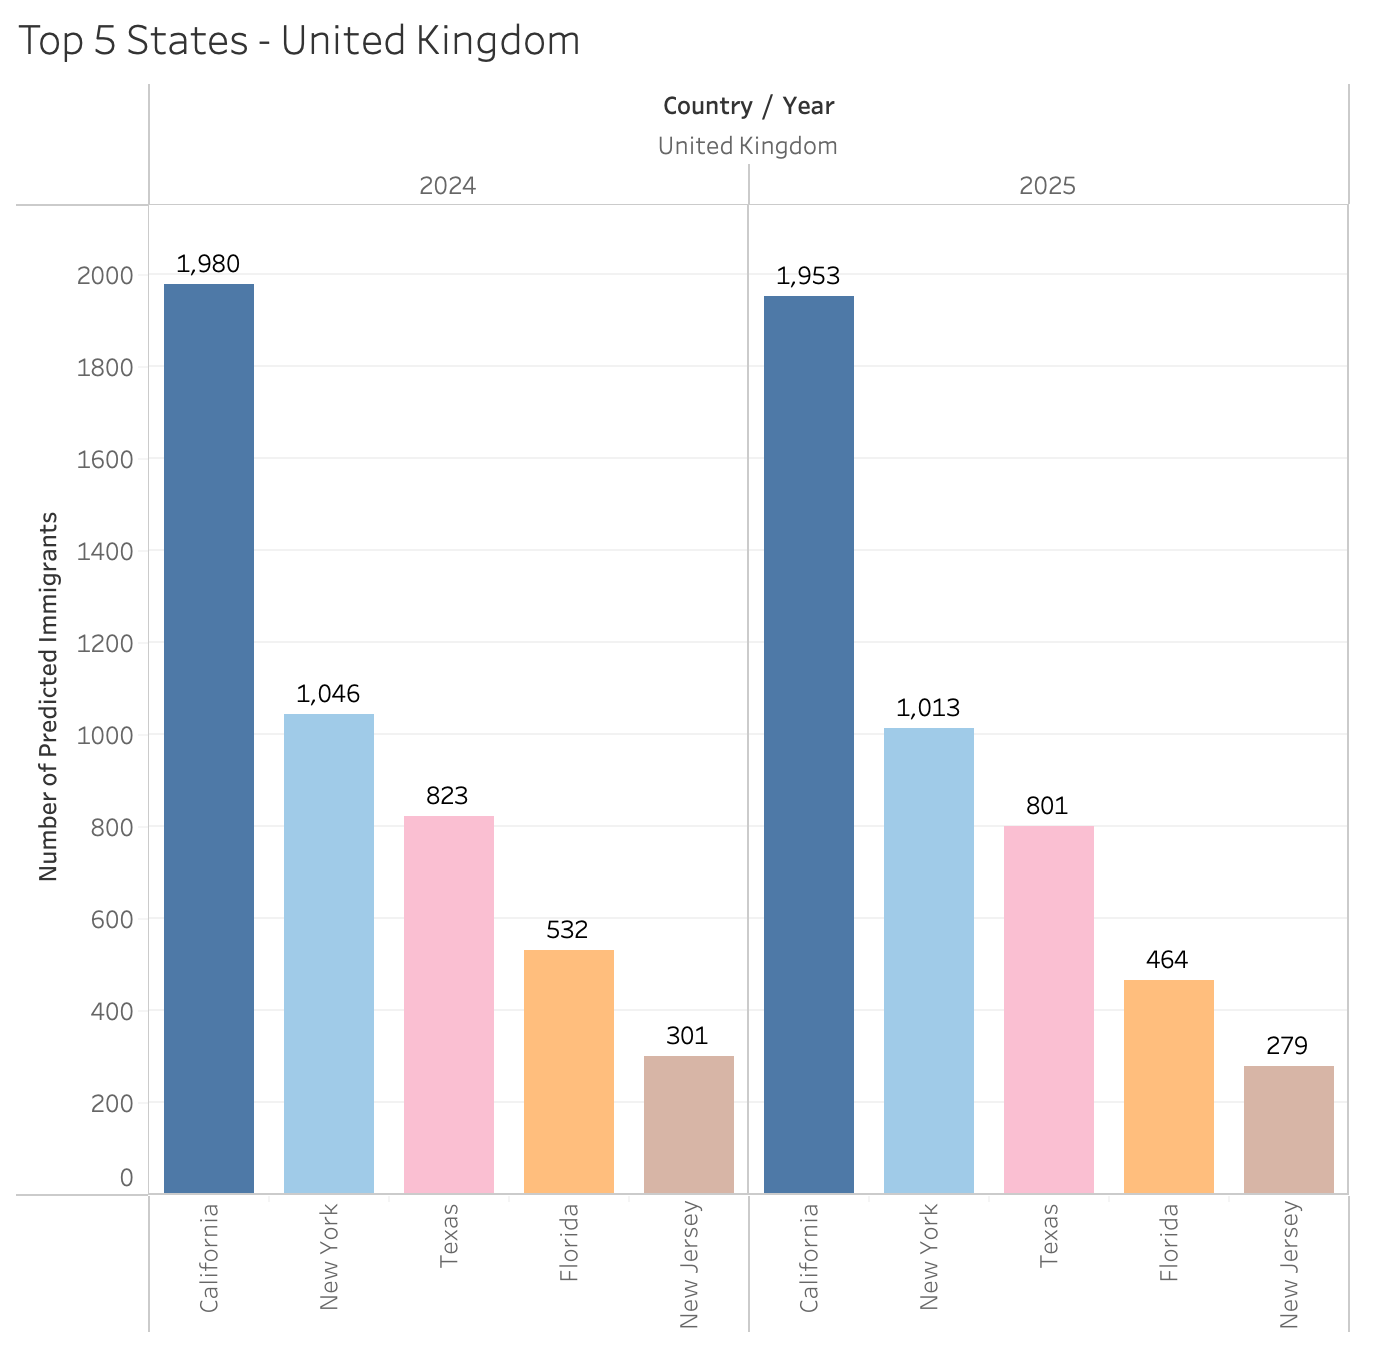 Top 5 States - United Kingdom
Country / Year
United Kingdom
2024 2025
Number of Predicted Immigrants
2000
1800
1600
1400
1200
1000
800
600
400
200
0
1,980
1,046
823
532
301
1,953
1,013
801
464
279
California
New York
Texas
Florida
New Jersey
California
New York
Texas
Florida
New Jersey